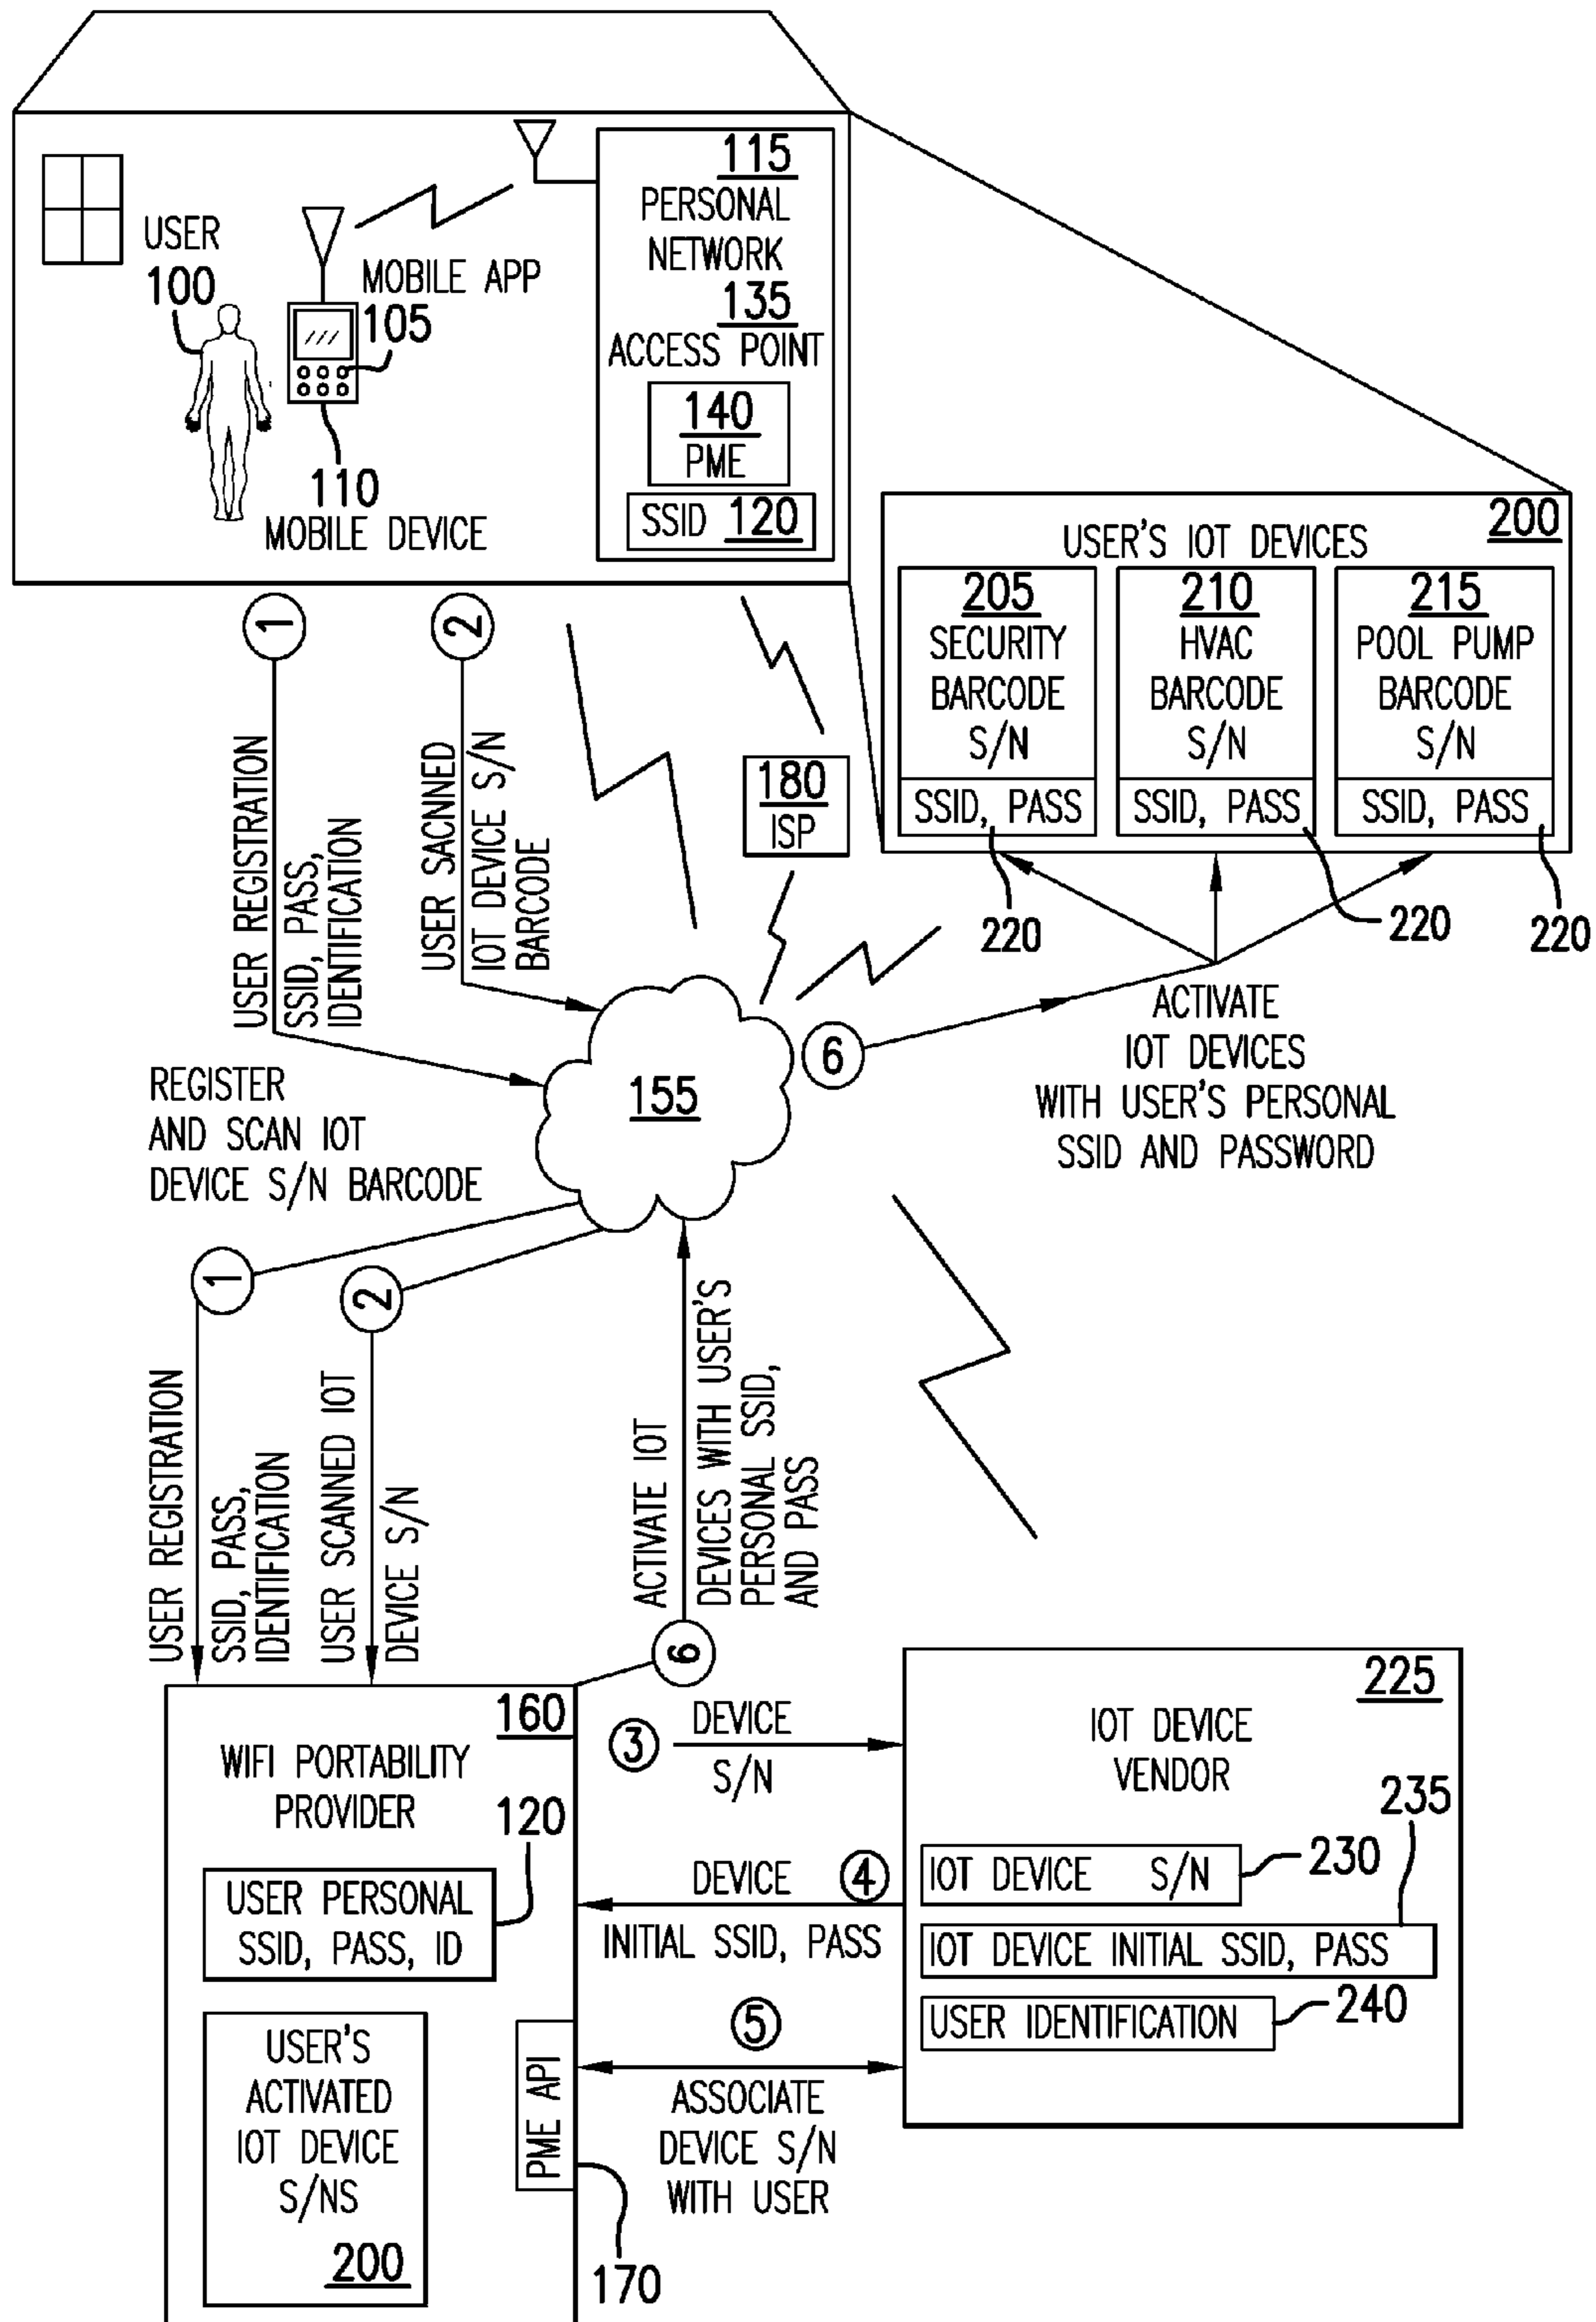 115
PERSONAL
NETWORK
135
ACCESS POINT
140
PME
SSID 120
USER
100
MOBILE APP
105
110
MOBILE DEVICE
200
USER'S IOT DEVICES
205
SECURITY
BARCODE
S/N
SSID, PASS
210
HVAC
BARCODE
S/N
SSID, PASS
215
POOL PUMP
BARCODE
S/N
SSID, PASS
220
220
220
1
2
USER REGISTRATION
SSID, PASS,
IDENTIFICATION
USER SACNNED
IOT DEVICE S/N
BARCODE
180
ISP
155
6
ACTIVATE
IOT DEVICES
WITH USER'S PERSONAL
SSID AND PASSWORD
REGISTER
AND SCAN IOT
DEVICE S/N BARCODE
1
2
USER REGISTRATION
SSID, PASS,
IDENTIFICATION
USER SCANNED IOT
DEVICE S/N
ACTIVATE IOT
DEVICES WITH USER'S
PERSONAL SSID,
AND PASS
6
160
WIFI PORTABILITY
PROVIDER
120
USER PERSONAL
SSID, PASS, ID
USER'S
ACTIVATED
IOT DEVICE
S/NS
200
PME API
170
3
DEVICE
S/N
4
DEVICE
INITIAL SSID, PASS
5
ASSOCIATE
DEVICE S/N
WITH USER
225
IOT DEVICE
VENDOR
235
IOT DEVICE S/N
230
IOT DEVICE INITIAL SSID, PASS
USER IDENTIFICATION
240